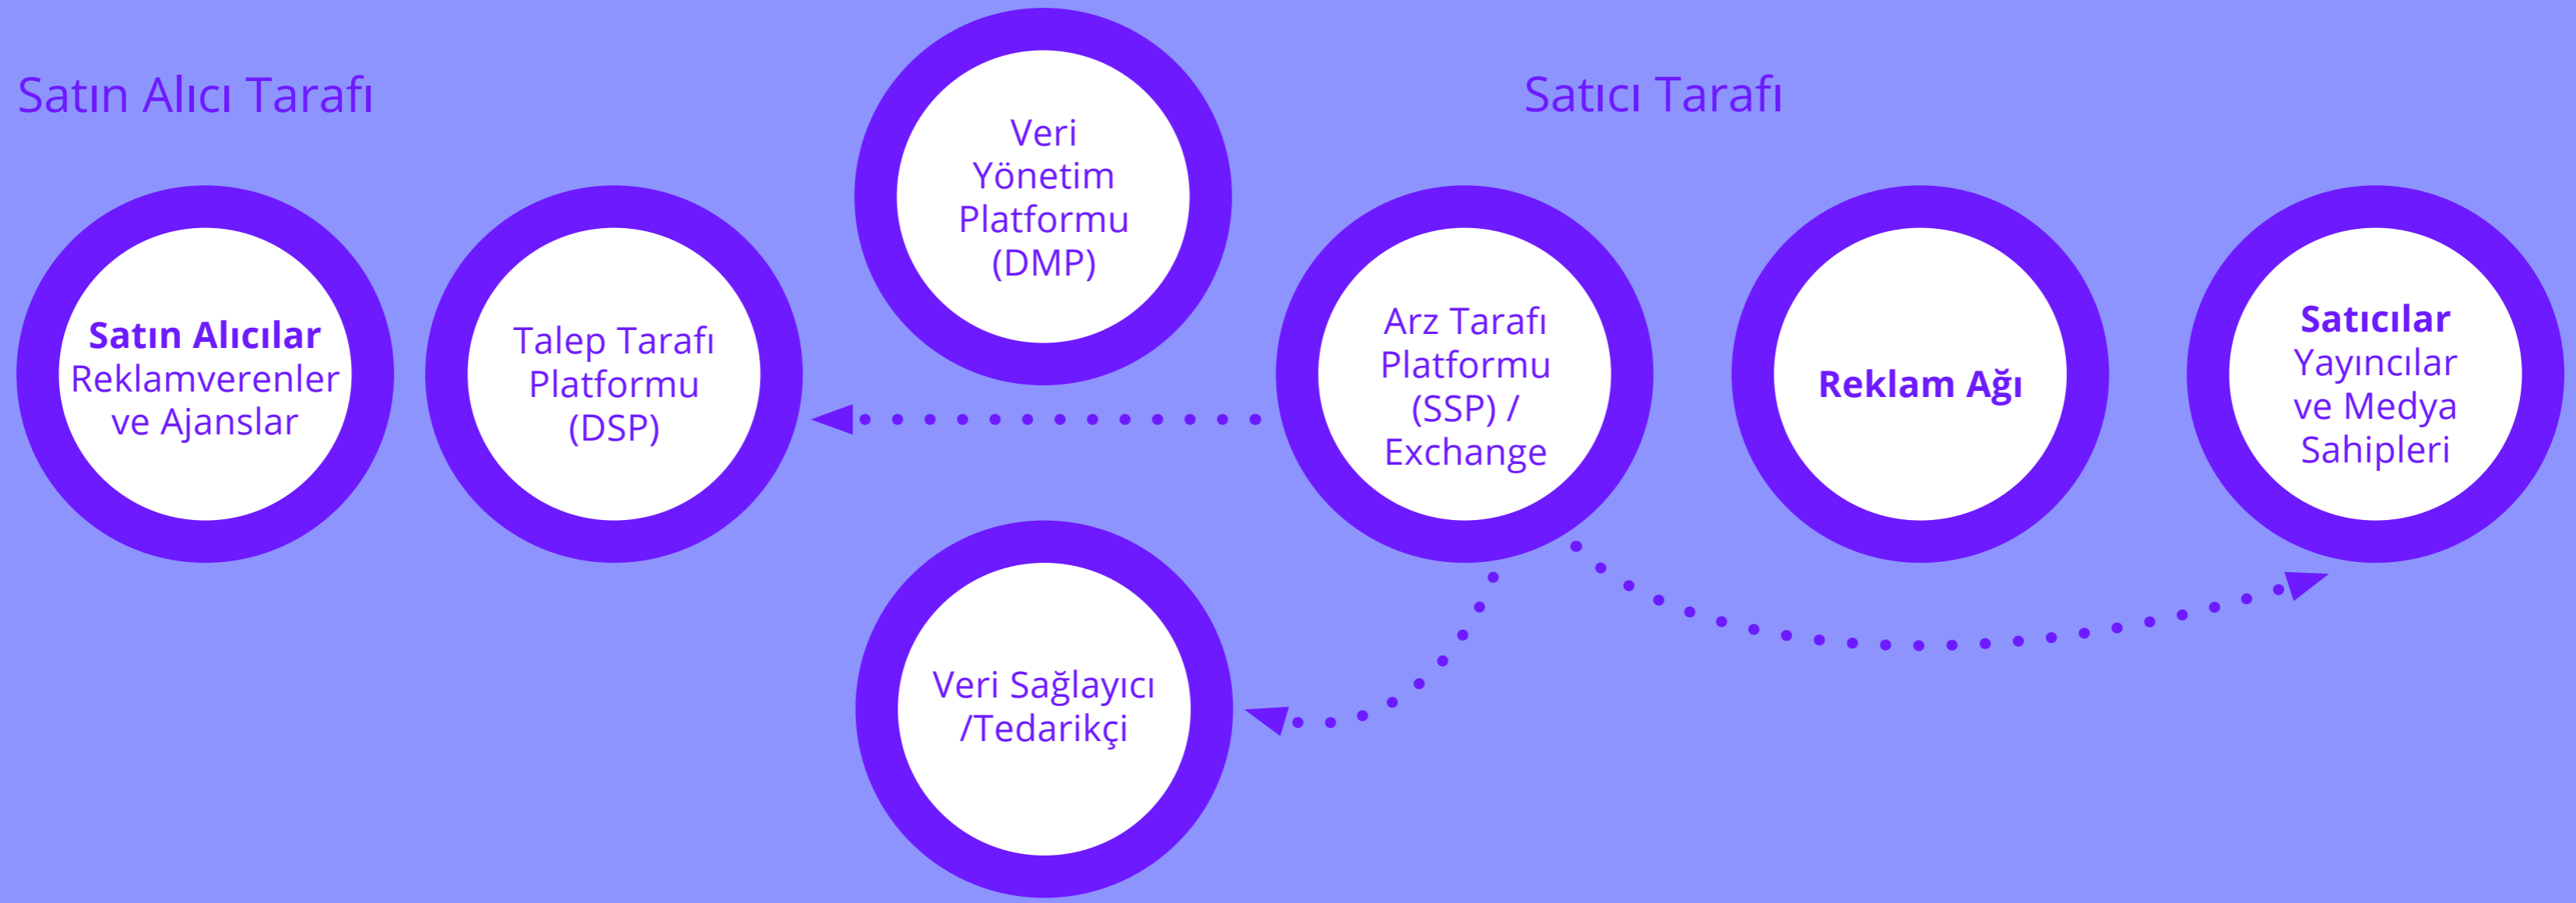 Satın Alıcı Tarafı
Satıcı Tarafı
Satın Alıcılar
Reklamverenler
ve Ajanslar
Talep Tarafı
Platformu
(DSP)
Veri
Yönetim
Platformu
(DMP)
Veri Sağlayıcı
/Tedarikçi
Arz Tarafı
Platformu
(SSP) /
Exchange
Reklam Ağı
Satıcılar
Yayıncılar
ve Medya
Sahipleri